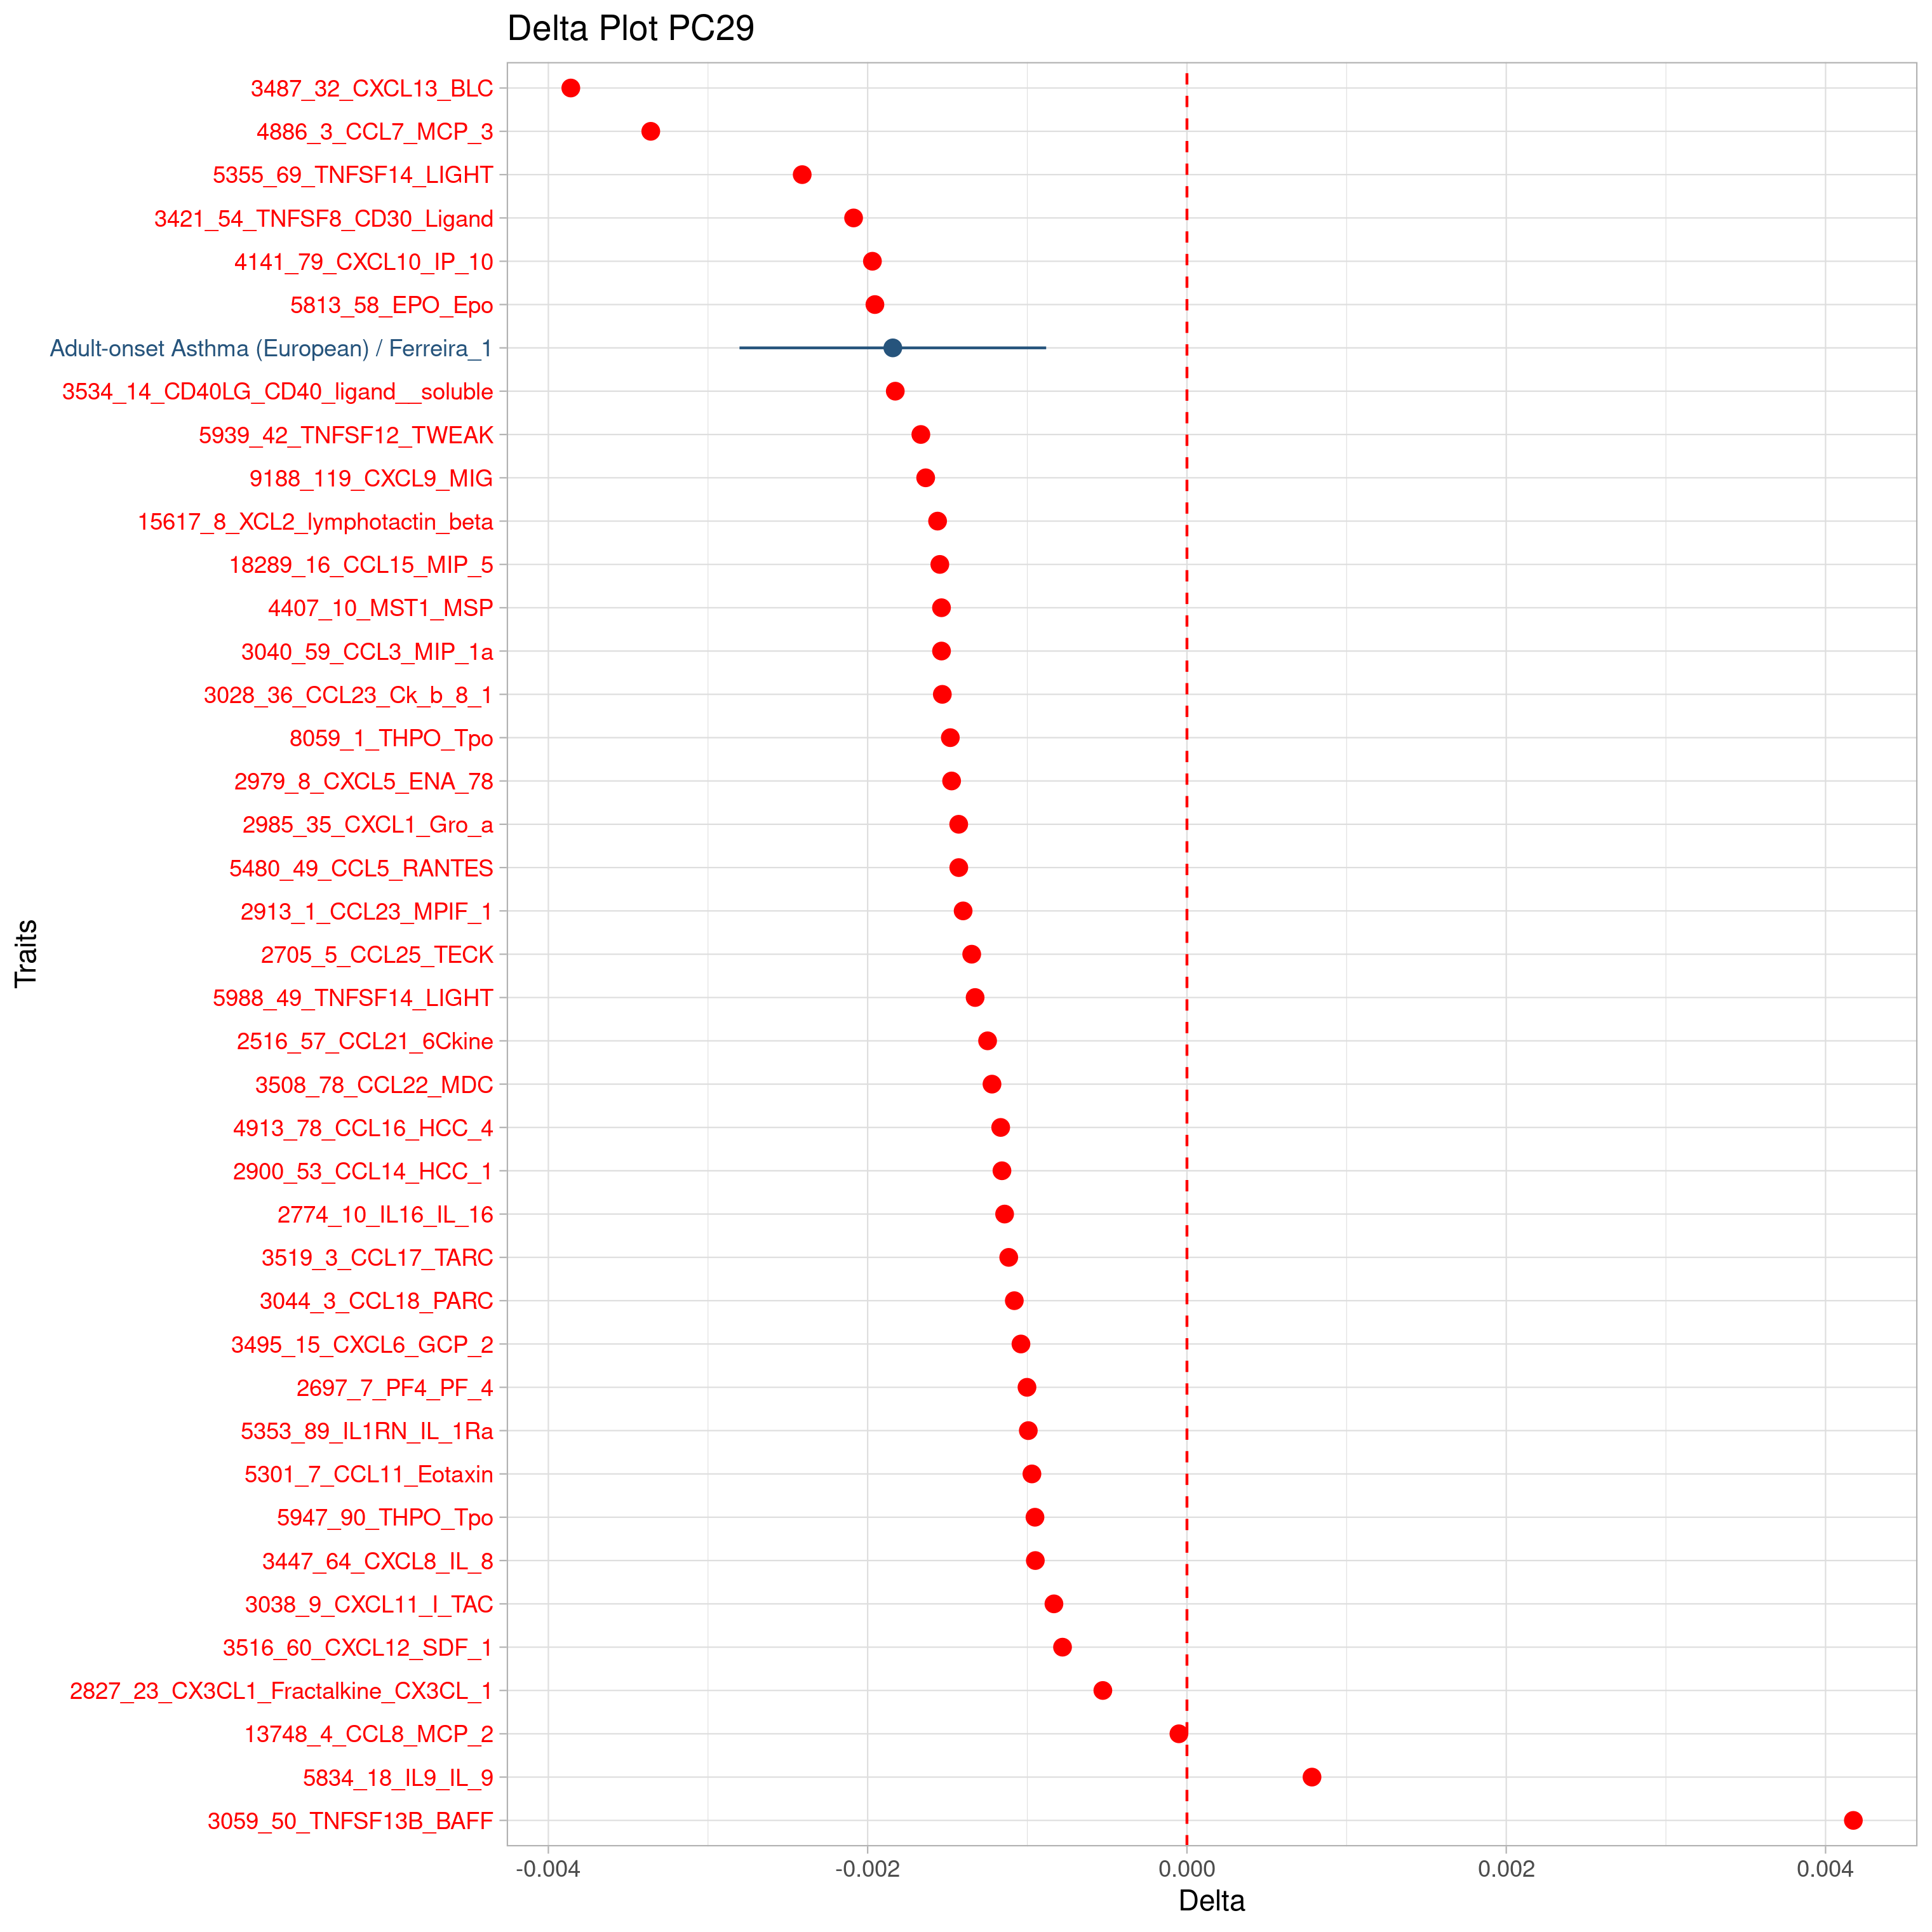 Delta Plot PC29
3487_32_CXCL13_BLC
4886_3_CCL7_MCP_3
5355_69_TNFSF14_LIGHT
3421_54_TNFSF8_CD30_Ligand
4141_79_CXCL10_IP_10
5813_58_EPO_Epo
Adult-onset Asthma (European) / Ferreira_1
3534_14_CD40LG_CD40_ligand__soluble
5939_42_TNFSF12_TWEAK
9188_119_CXCL9_MIG
15617_8_XCL2_lymphotactin_beta
18289_16_CCL15_MIP_5
4407_10_MST1_MSP
3040_59_CCL3_MIP_1a
3028_36_CCL23_Ck_b_8_1
8059_1_THPO_Tpo
2979_8_CXCL5_ENA_78
2985_35_CXCL1_Gro_a
5480_49_CCL5_RANTES
2913_1_CCL23_MPIF_1
2705_5_CCL25_TECK
5988_49_TNFSF14_LIGHT
2516_57_CCL21_6Ckine
3508_78_CCL22_MDC
4913_78_CCL16_HCC_4
2900_53_CCL14_HCC_1
2774_10_IL16_IL_16
3519_3_CCL17_TARC
3044_3_CCL18_PARC
3495_15_CXCL6_GCP_2
2697_7_PF4_PF_4
5353_89_IL1RN_IL_1Ra
5301_7_CCL11_Eotaxin
5947_90_THPO_Tpo
3447_64_CXCL8_IL_8
3038_9_CXCL11_I_TAC
3516_60_CXCL12_SDF_1
2827_23_CX3CL1_Fractalkine_CX3CL_1
13748_4_CCL8_MCP_2
5834_18_IL9_IL_9
3059_50_TNFSF13B_BAFF
Traits
-0.004 -0.002 0.000 0.002 0.004
Delta